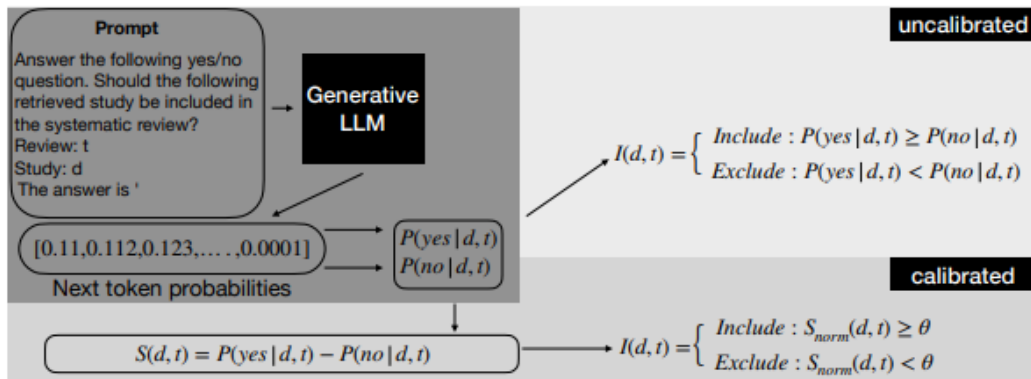 Prompt
Answer the following yes/no
question. Should the following
retrieved study be included in
the systematic review?
Review: t
Study: d
The answer is '
Generative
LLM
[0.11,0.112,0.123,....,0.0001]
Next token probabilities
P(yes|d,t)
P(no|d,t)
uncalibrated
I(d,t) = { Include : P(yes|d,t) ≥ P(no|d,t)
Exclude : P(yes|d,t) < P(no|d,t)
calibrated
S(d,t) = P(yes|d,t) − P(no|d,t)
I(d,t) = { Include : S_norm(d,t) ≥ θ
Exclude : S_norm(d,t) < θ